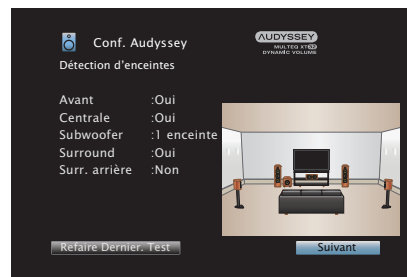 Conf. Audyssey
AUDYSSEY
MULTEQ XT32
DYNAMIC VOLUME
Détection d'enceintes
Avant :Oui
Centrale :Oui
Subwoofer :1 enceinte
Surround :Oui
Surr. arrière :Non
Refaire Dernier. Test
Suivant